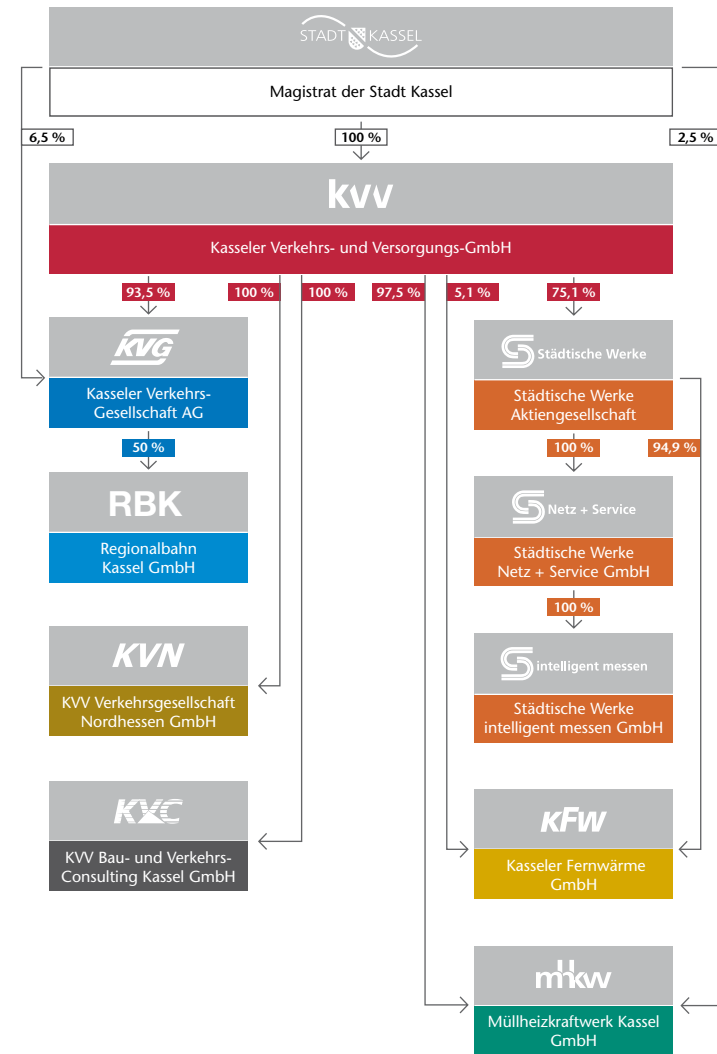 STADT KASSEL
Magistrat der Stadt Kassel
6,5 %
100 %
2,5 %
kvv
Kasseler Verkehrs- und Versorgungs-GmbH
93,5 %
100 %
100 %
97,5 %
5,1 %
75,1 %
KVG
Städtische Werke
Kasseler Verkehrs-
Gesellschaft AG
Städtische Werke
Aktiengesellschaft
50 %
100 %
94,9 %
RBK
Netz + Service
Regionalbahn
Kassel GmbH
Städtische Werke
Netz + Service GmbH
100 %
KVN
intelligent messen
KVV Verkehrsgesellschaft
Nordhessen GmbH
Städtische Werke
intelligent messen GmbH
KVC
KFW
KVV Bau- und Verkehrs-
Consulting Kassel GmbH
Kasseler Fernwärme
GmbH
mhkw
Müllheizkraftwerk Kassel
GmbH